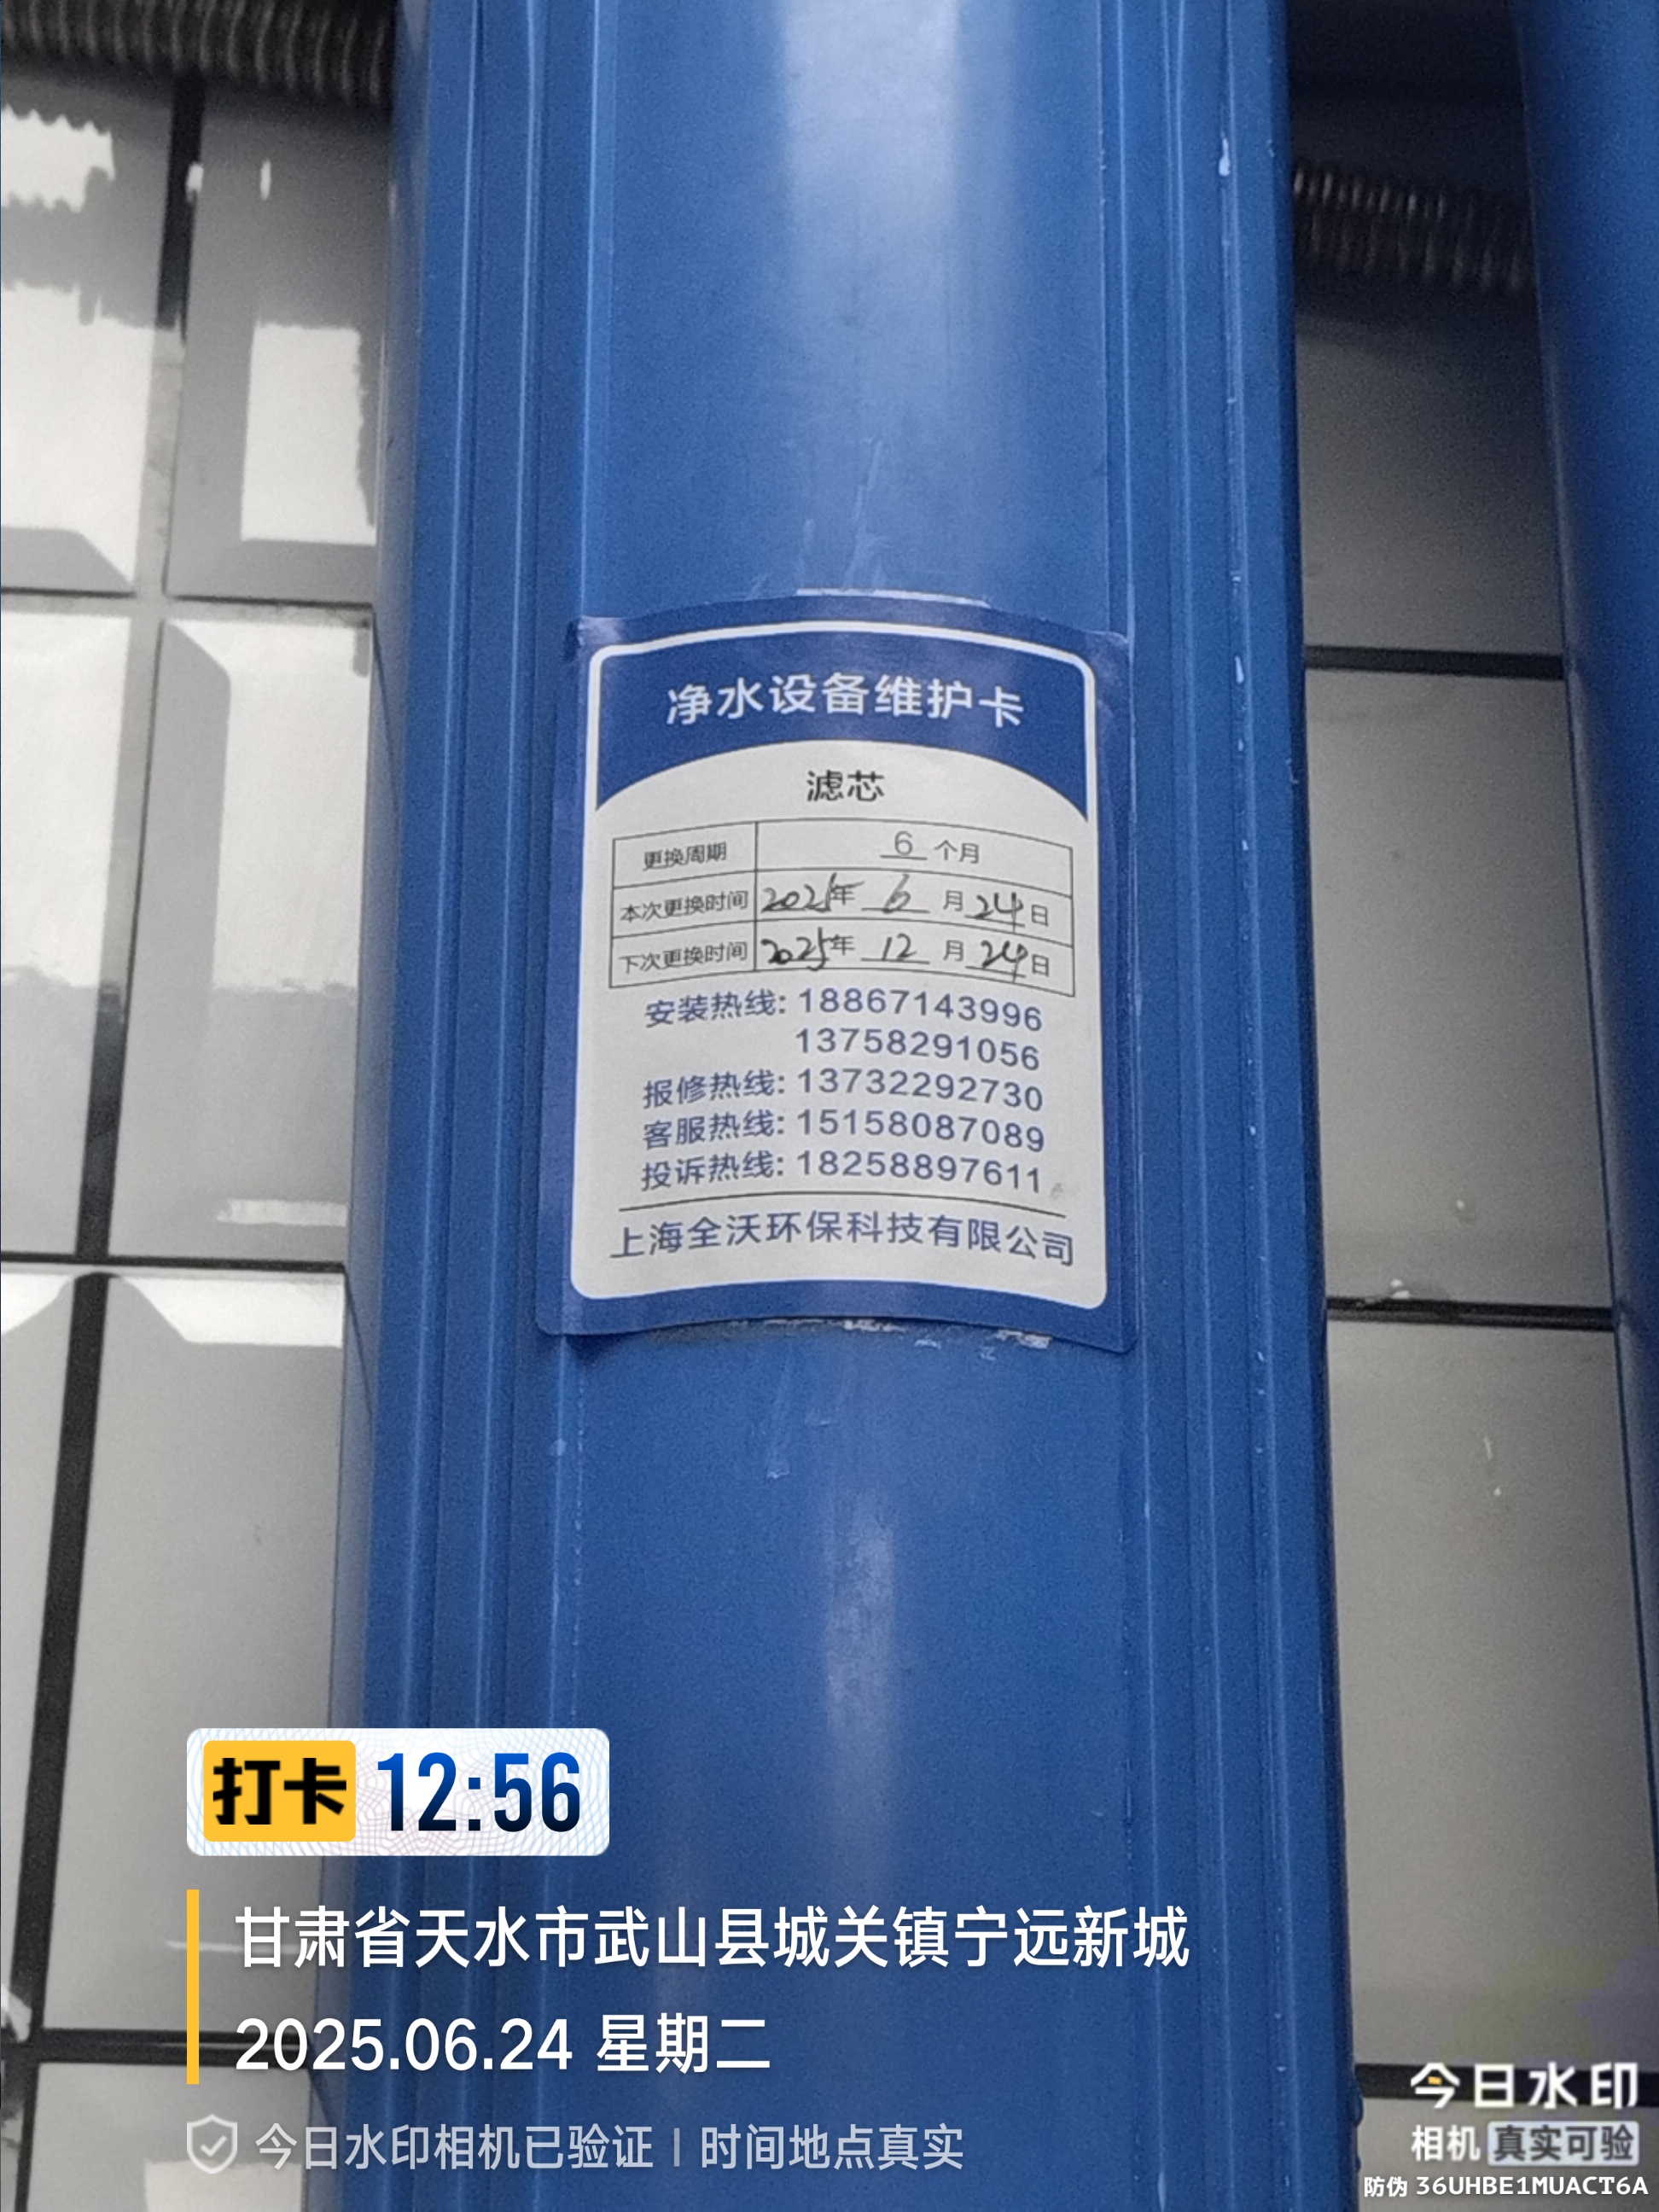 净水设备维护卡
滤芯
更换周期 6 个月
本次更换时间 2025年 6 月 24 日
下次更换时间 2025年 12 月 24 日
安装热线: 18867143996
13758291056
报修热线: 13732292730
客服热线: 15158087089
投诉热线: 18258897611
上海全沃环保科技有限公司
打卡 12:56
甘肃省天水市武山县城关镇宁远新城
2025.06.24 星期二
今日水印相机已验证 | 时间地点真实
今日水印
相机 真实可验
防伪 36UHBE1MUACT6A